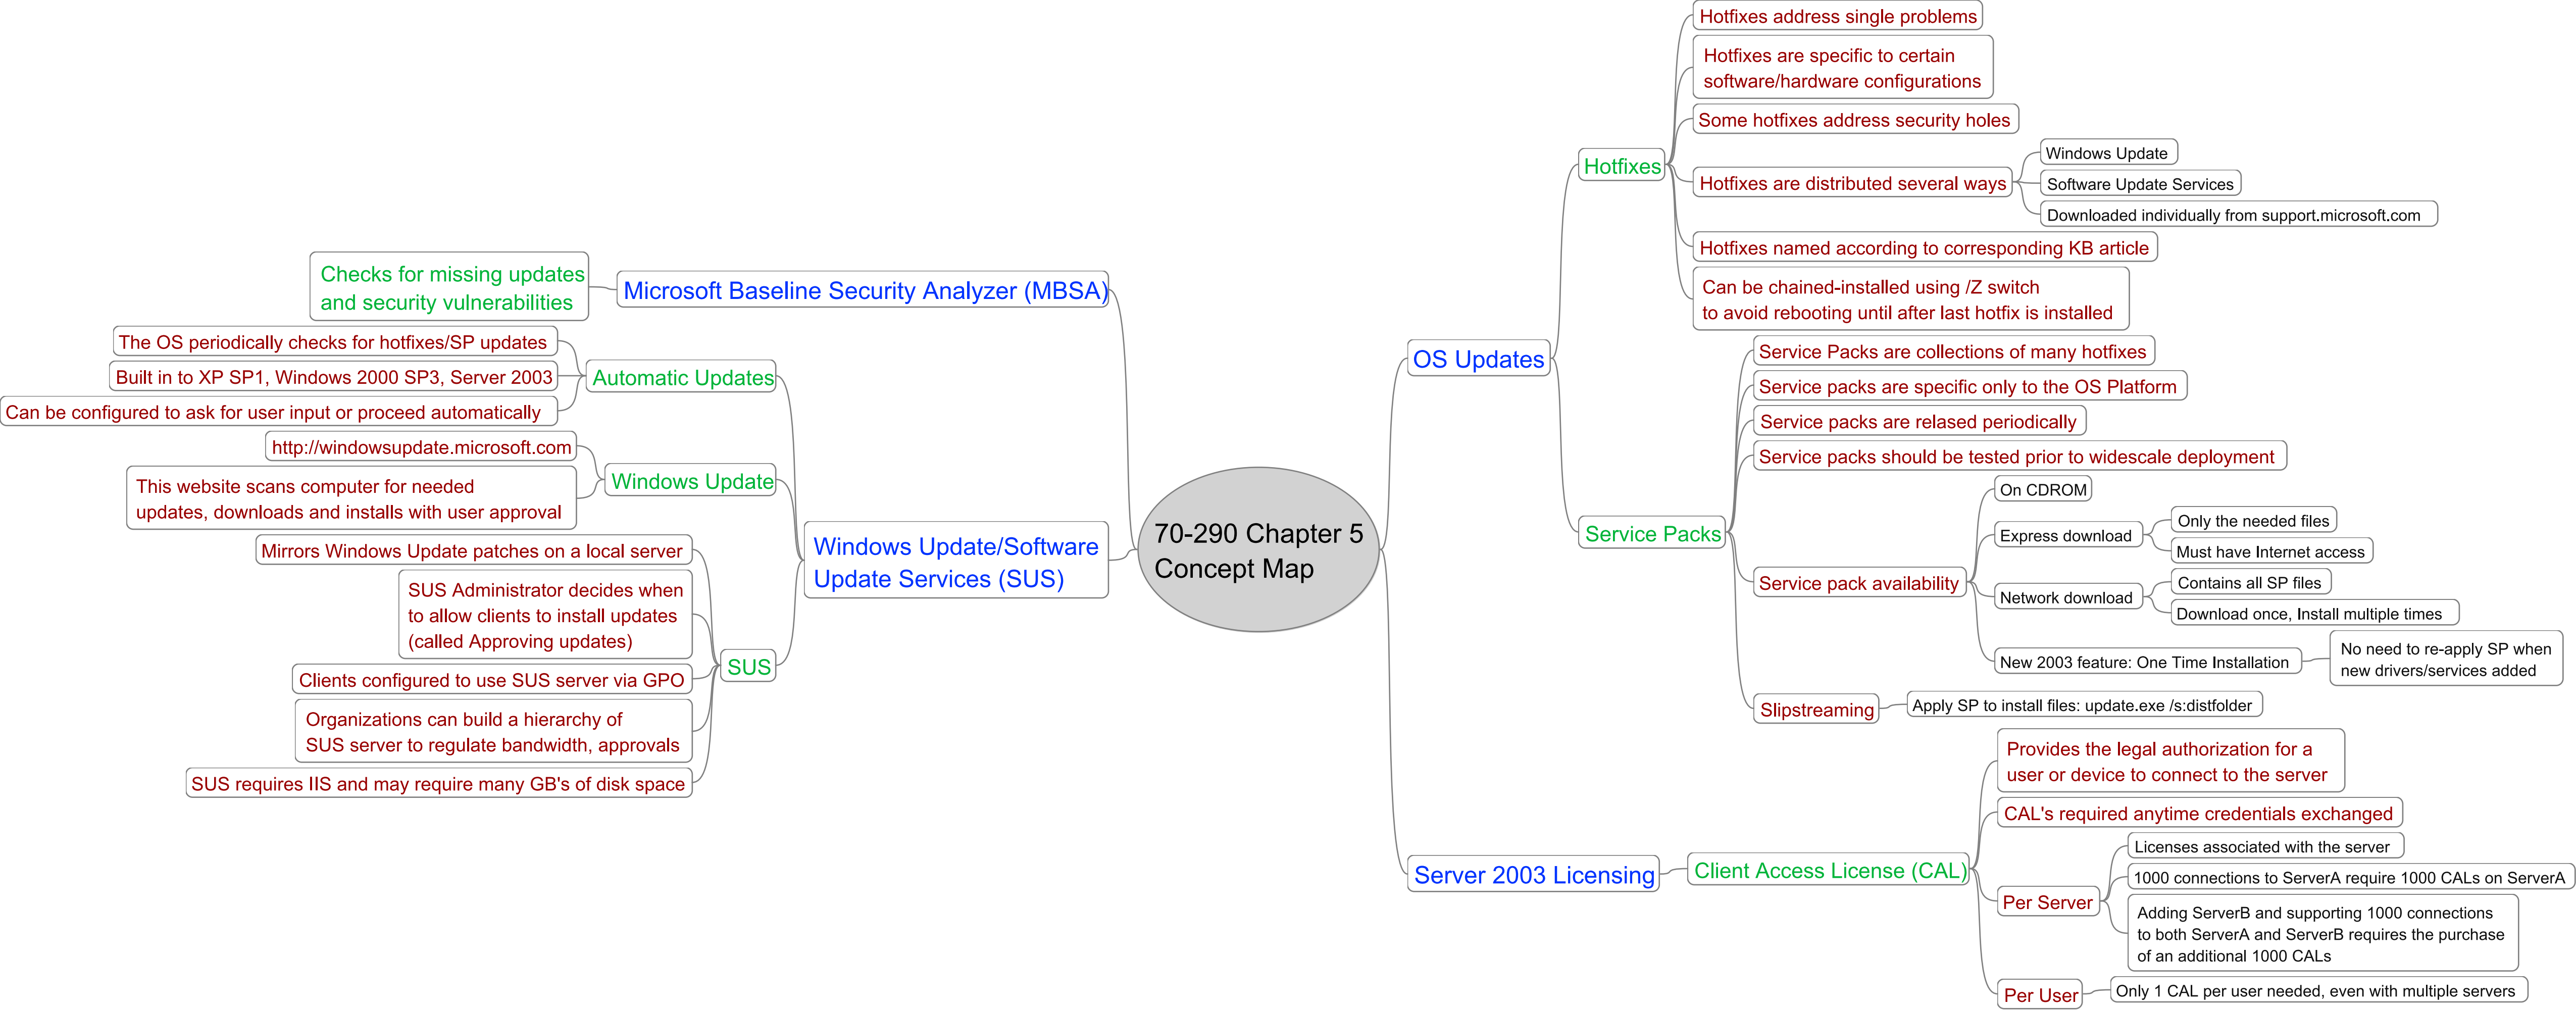 70-290 Chapter 5
Concept Map
OS Updates
Hotfixes
Hotfixes address single problems
Hotfixes are specific to certain
software/hardware configurations
Some hotfixes address security holes
Hotfixes are distributed several ways
Windows Update
Software Update Services
Downloaded individually from support.microsoft.com
Hotfixes named according to corresponding KB article
Can be chained-installed using /Z switch
to avoid rebooting until after last hotfix is installed
Service Packs
Service Packs are collections of many hotfixes
Service packs are specific only to the OS Platform
Service packs are relased periodically
Service packs should be tested prior to widescale deployment
Service pack availability
On CDROM
Express download
Only the needed files
Must have Internet access
Network download
Contains all SP files
Download once, Install multiple times
New 2003 feature: One Time Installation
No need to re-apply SP when
new drivers/services added
Slipstreaming
Apply SP to install files: update.exe /s:distfolder
Server 2003 Licensing
Client Access License (CAL)
Provides the legal authorization for a
user or device to connect to the server
CAL's required anytime credentials exchanged
Per Server
Licenses associated with the server
1000 connections to ServerA require 1000 CALs on ServerA
Adding ServerB and supporting 1000 connections
to both ServerA and ServerB requires the purchase
of an additional 1000 CALs
Per User
Only 1 CAL per user needed, even with multiple servers
Microsoft Baseline Security Analyzer (MBSA)
Checks for missing updates
and security vulnerabilities
Windows Update/Software
Update Services (SUS)
Automatic Updates
The OS periodically checks for hotfixes/SP updates
Built in to XP SP1, Windows 2000 SP3, Server 2003
Can be configured to ask for user input or proceed automatically
Windows Update
http://windowsupdate.microsoft.com
This website scans computer for needed
updates, downloads and installs with user approval
SUS
Mirrors Windows Update patches on a local server
SUS Administrator decides when
to allow clients to install updates
(called Approving updates)
Clients configured to use SUS server via GPO
Organizations can build a hierarchy of
SUS server to regulate bandwidth, approvals
SUS requires IIS and may require many GB's of disk space